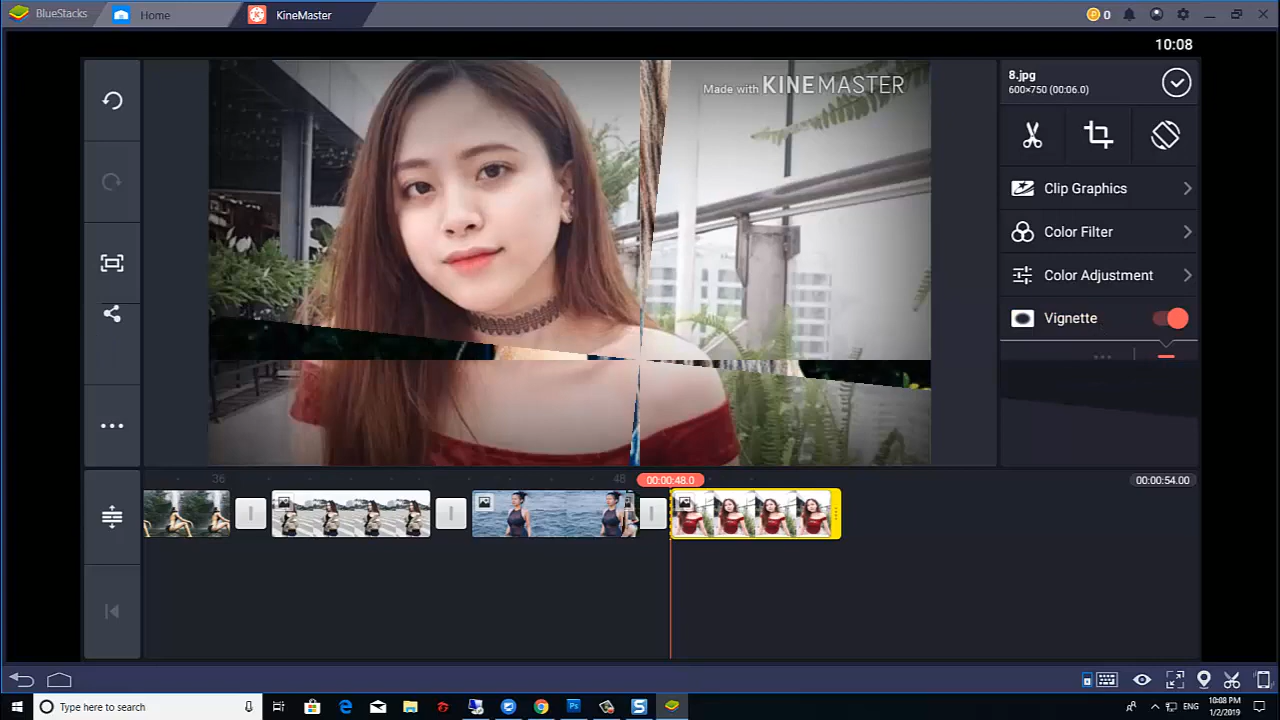 BlueStacks
Home
KineMaster
0
10:08
Made with KINEMASTER
8.jpg
600×750 (00:06.0)
Clip Graphics
Color Filter
Color Adjustment
Vignette
36
48
00:00:48.0
00:00:54.00
Type here to search
ENG
10:08 PM
1/2/2019